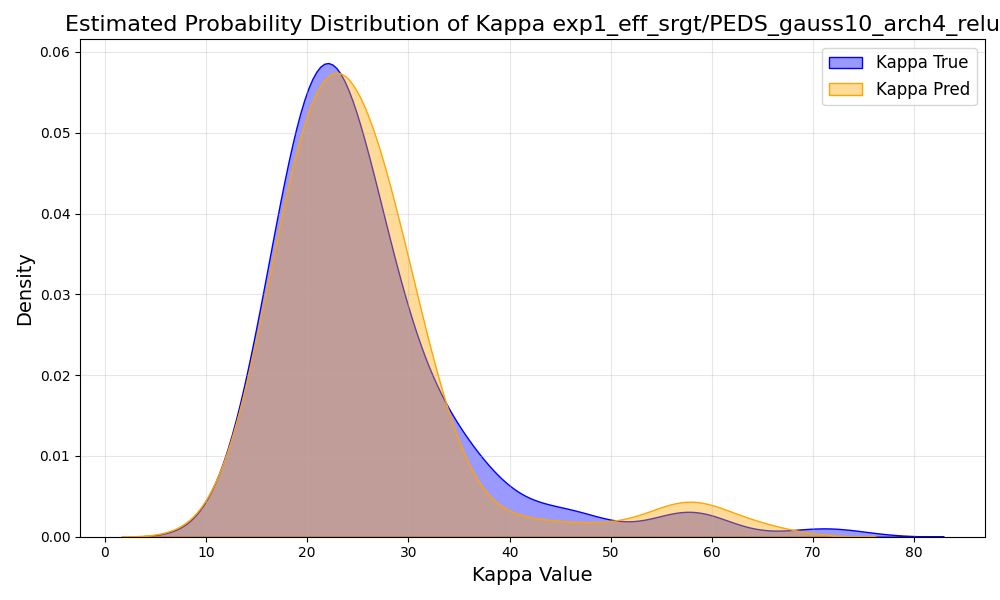 Estimated Probability Distribution of Kappa exp1_eff_srgt/PEDS_gauss10_arch4_relu
Kappa True
Kappa Pred
0.06
0.05
0.04
0.03
0.02
0.01
0.00
Density
0 10 20 30 40 50 60 70 80
Kappa Value